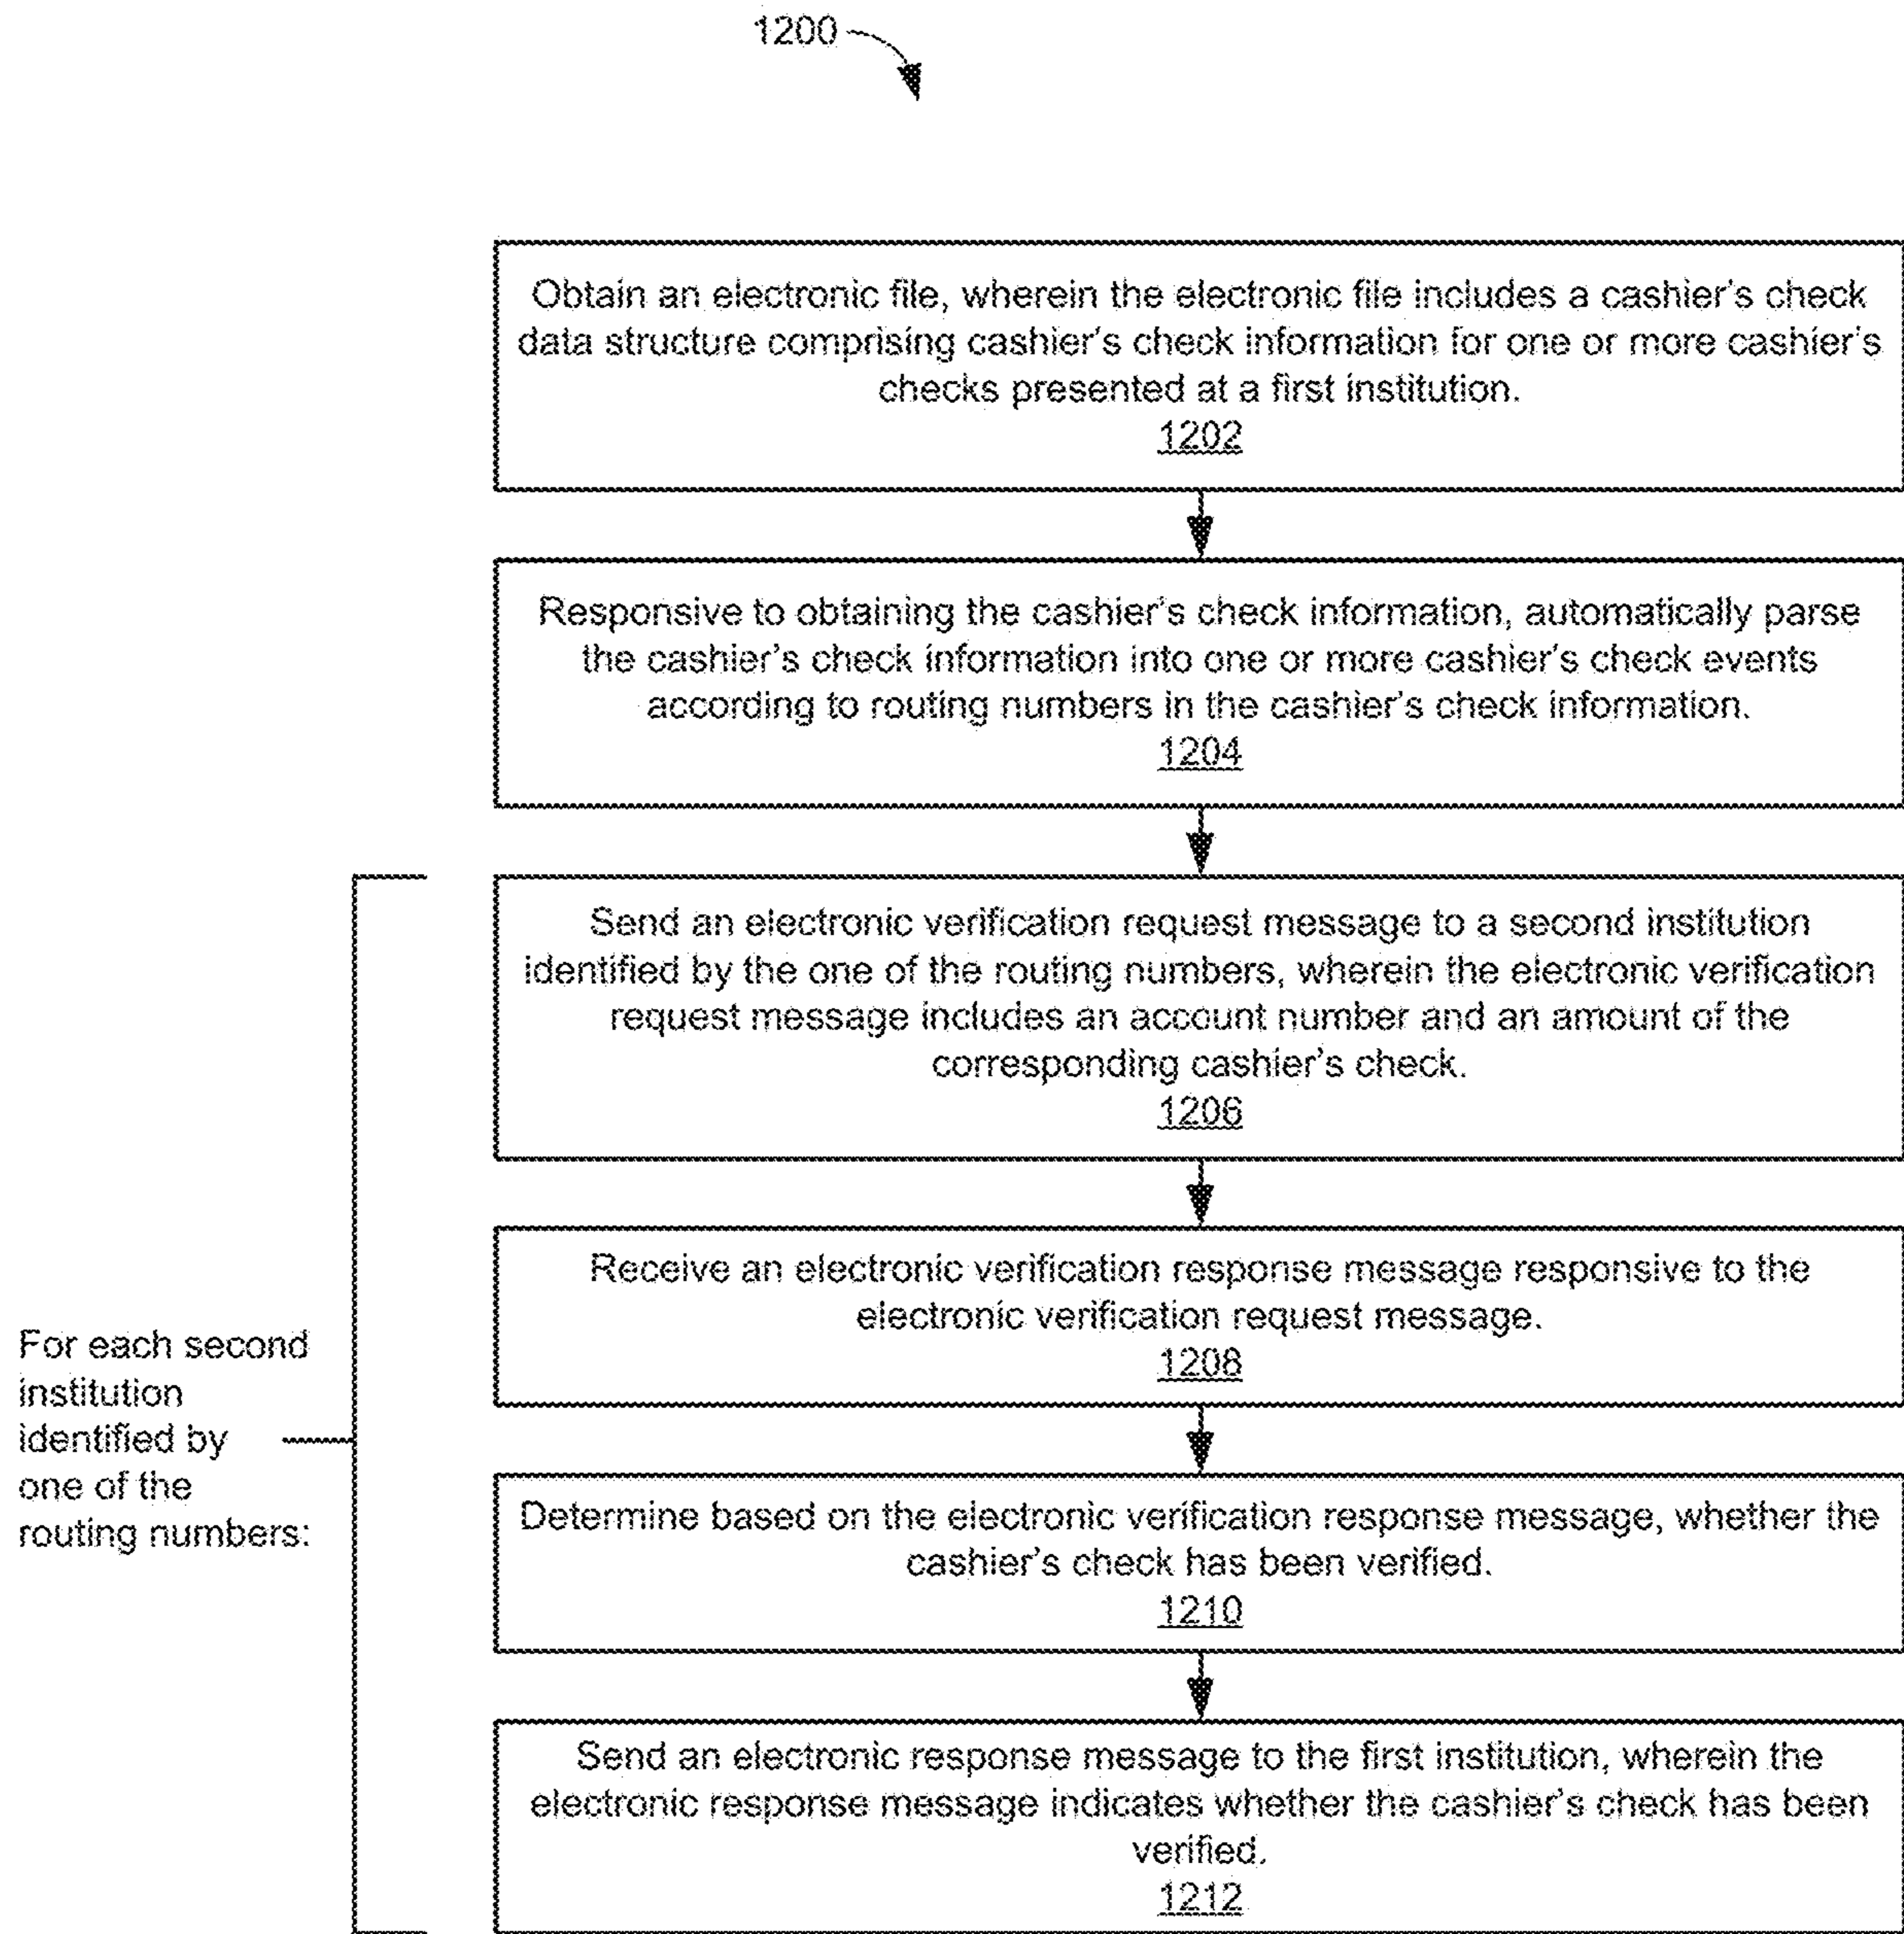 1200
Obtain an electronic file, wherein the electronic file includes a cashier's check
data structure comprising cashier's check information for one or more cashier's
checks presented at a first institution.
1202
Responsive to obtaining the cashier's check information, automatically parse
the cashier's check information into one or more cashier's check events
according to routing numbers in the cashier's check information.
1204
For each second
institution
identified by
one of the
routing numbers:
Send an electronic verification request message to a second institution
identified by the one of the routing numbers, wherein the electronic verification
request message includes an account number and an amount of the
corresponding cashier's check.
1206
Receive an electronic verification response message responsive to the
electronic verification request message.
1208
Determine based on the electronic verification response message, whether the
cashier's check has been verified.
1210
Send an electronic response message to the first institution, wherein the
electronic response message indicates whether the cashier's check has been
verified.
1212